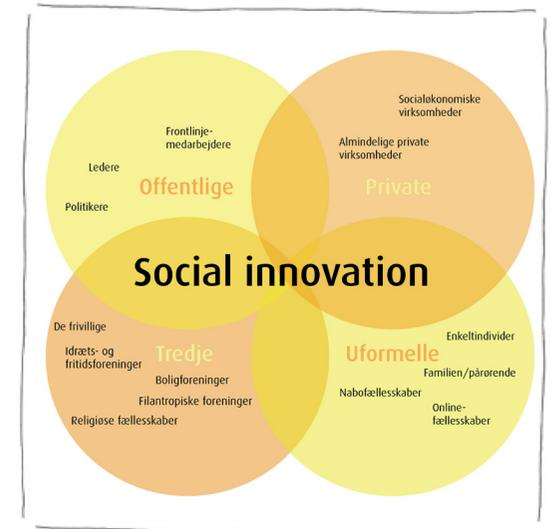 Frontlinje-
medarbejdere
Ledere
Offentlige
Politikere
Socialøkonomiske
virksomheder
Almindelige private
virksomheder
Private
Social innovation
De frivillige
Idræts- og
fritidsforeninger
Tredje
Boligforeninger
Filantropiske foreninger
Religiøse fællesskaber
Enkeltindivider
Uformelle
Familien/pårørende
Nabofællesskaber
Online-
fællesskaber